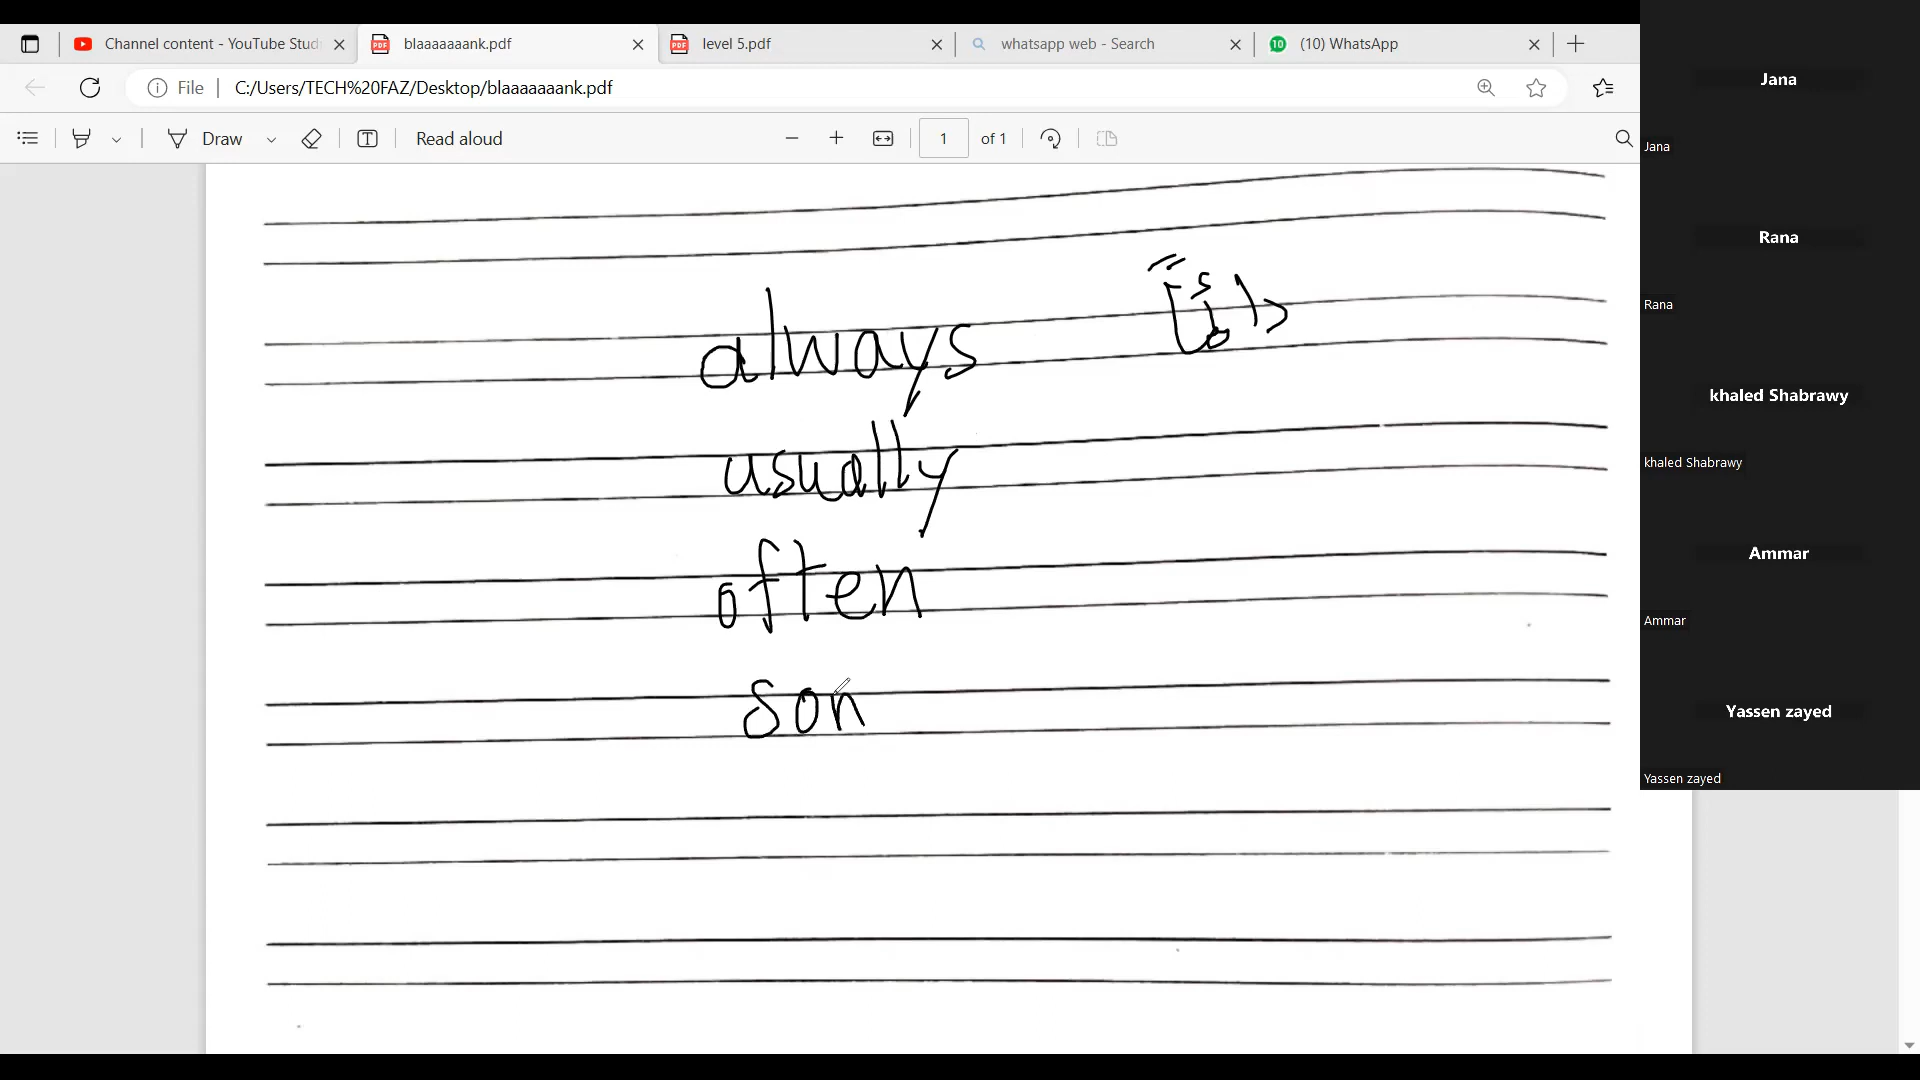 Channel content - YouTube Stud
blaaaaaaank.pdf
level 5.pdf
whatsapp web - Search
10
(10) WhatsApp
File
C:/Users/TECH%20FAZ/Desktop/blaaaaaaank.pdf
Draw
Read aloud
1
of 1
always
دائما
usually
often
son
Jana
Jana
Rana
Rana
khaled Shabrawy
khaled Shabrawy
Ammar
Ammar
Yassen zayed
Yassen zayed